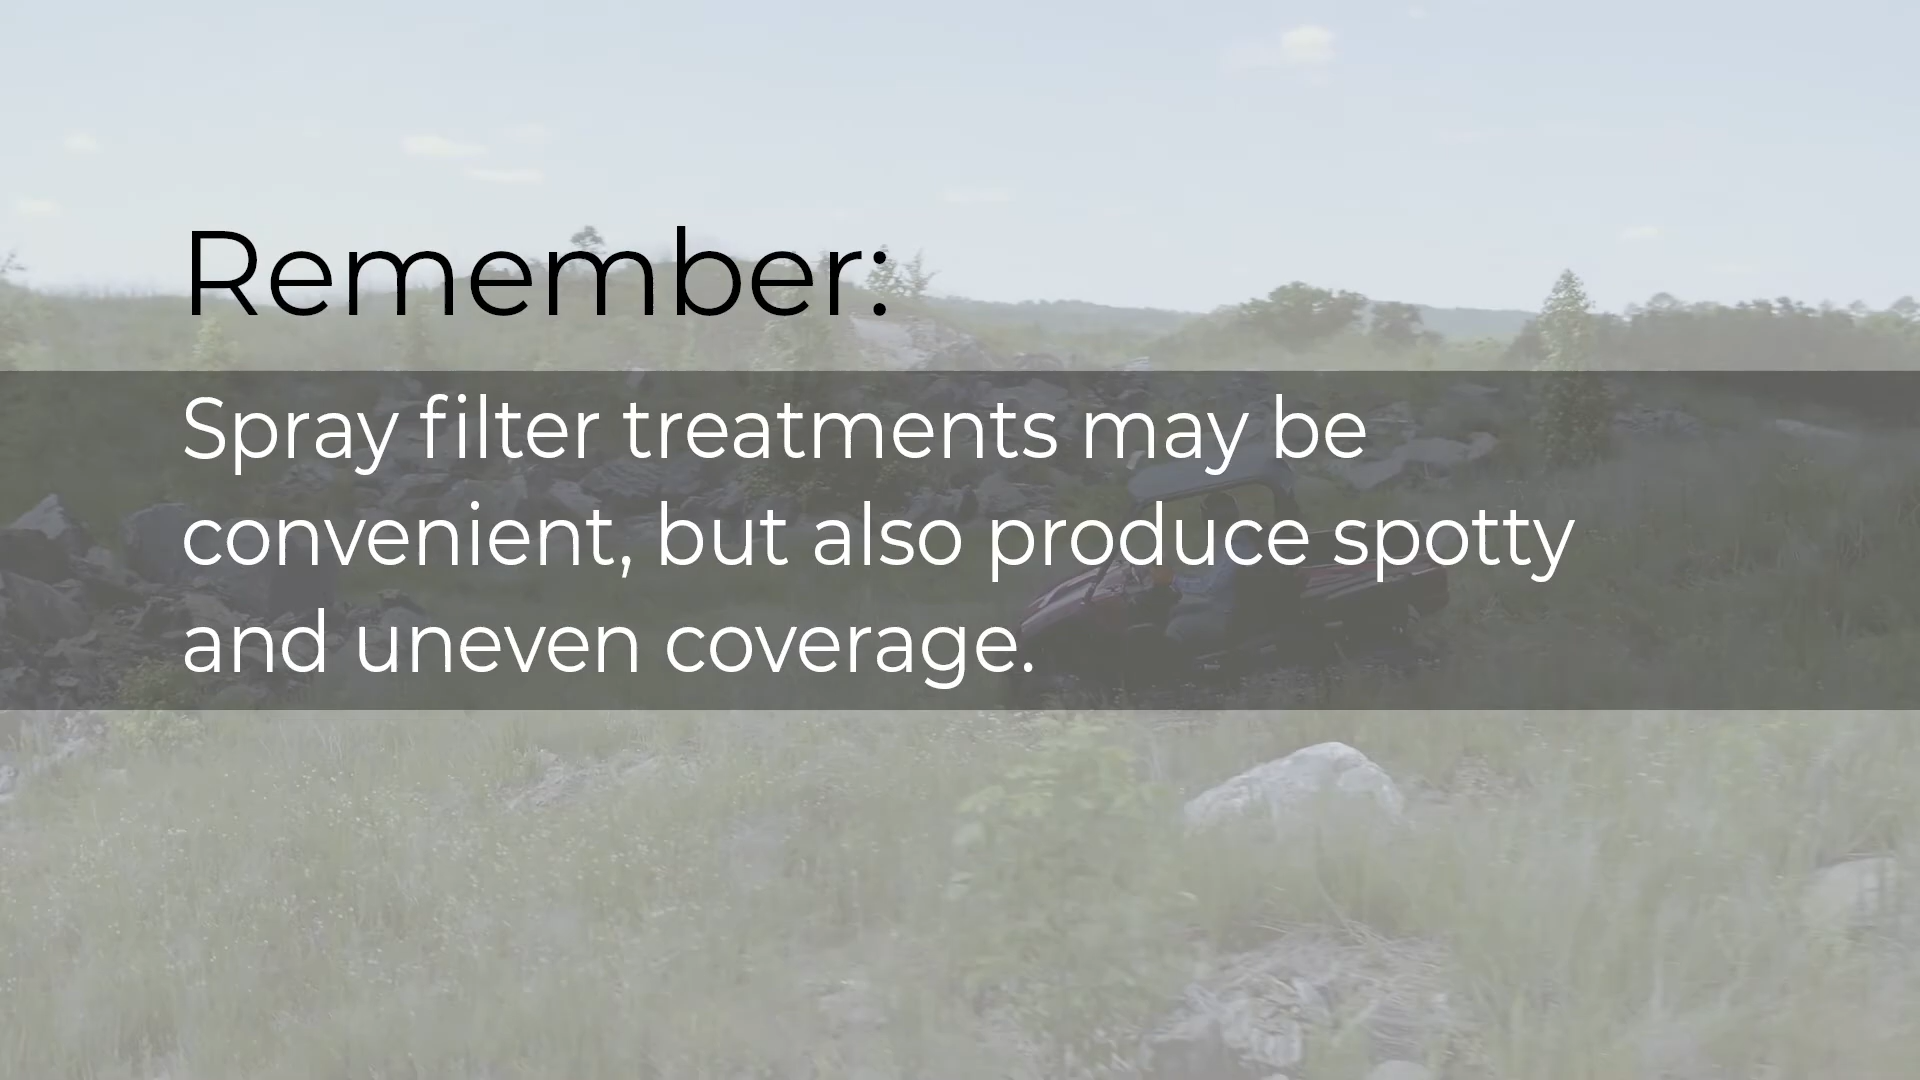 Remember:
Spray filter treatments may be
convenient, but also produce spotty
and uneven coverage.